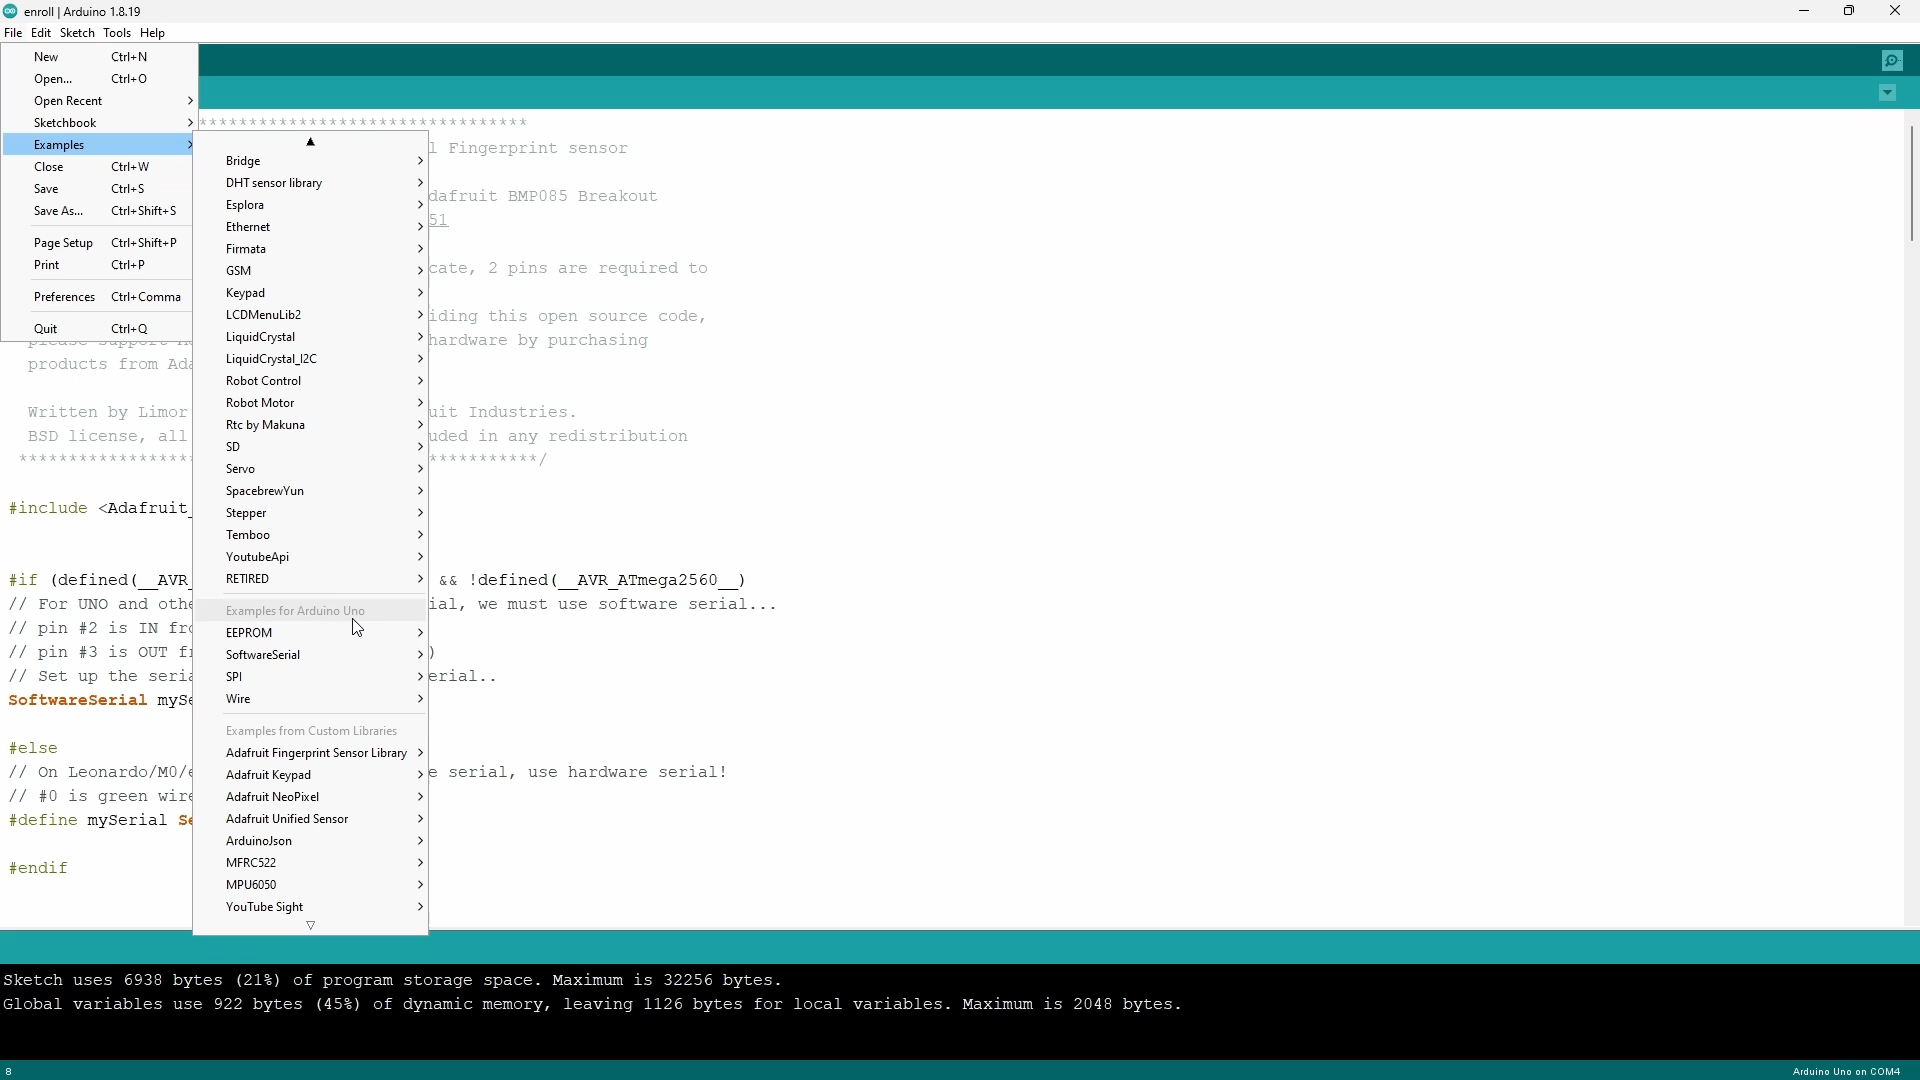 enroll | Arduino 1.8.19
File Edit Sketch Tools Help
New Ctrl+N
Open... Ctrl+O
Open Recent
Sketchbook
Examples
Close Ctrl+W
Save Ctrl+S
Save As... Ctrl+Shift+S
Page Setup Ctrl+Shift+P
Print Ctrl+P
Preferences Ctrl+Comma
Quit Ctrl+Q
Bridge
DHT sensor library
Esplora
Ethernet
Firmata
GSM
Keypad
LCDMenuLib2
LiquidCrystal
LiquidCrystal_I2C
Robot Control
Robot Motor
Rtc by Makuna
SD
Servo
SpacebrewYun
Stepper
Temboo
YoutubeApi
RETIRED
Examples for Arduino Uno
EEPROM
SoftwareSerial
SPI
Wire
Examples from Custom Libraries
Adafruit Fingerprint Sensor Library
Adafruit Keypad
Adafruit NeoPixel
Adafruit Unified Sensor
ArduinoJson
MFRC522
MPU6050
YouTube Sight
*********************************
l Fingerprint sensor
dafruit BMP085 Breakout
51
cate, 2 pins are required to
iding this open source code,
hardware by purchasing
products from Ada
Written by Limor uit Industries.
BSD license, all uded in any redistribution
****************** ***********/
#include <Adafruit_
#if (defined(__AVR_ && !defined(__AVR_ATmega2560__)
// For UNO and othe ial, we must use software serial...
// pin #2 is IN fro
// pin #3 is OUT f )
// Set up the seria erial..
SoftwareSerial mySe
#else
// On Leonardo/M0/e e serial, use hardware serial!
// #0 is green wire
#define mySerial Se
#endif
Sketch uses 6938 bytes (21%) of program storage space. Maximum is 32256 bytes.
Global variables use 922 bytes (45%) of dynamic memory, leaving 1126 bytes for local variables. Maximum is 2048 bytes.
8 Arduino Uno on COM4